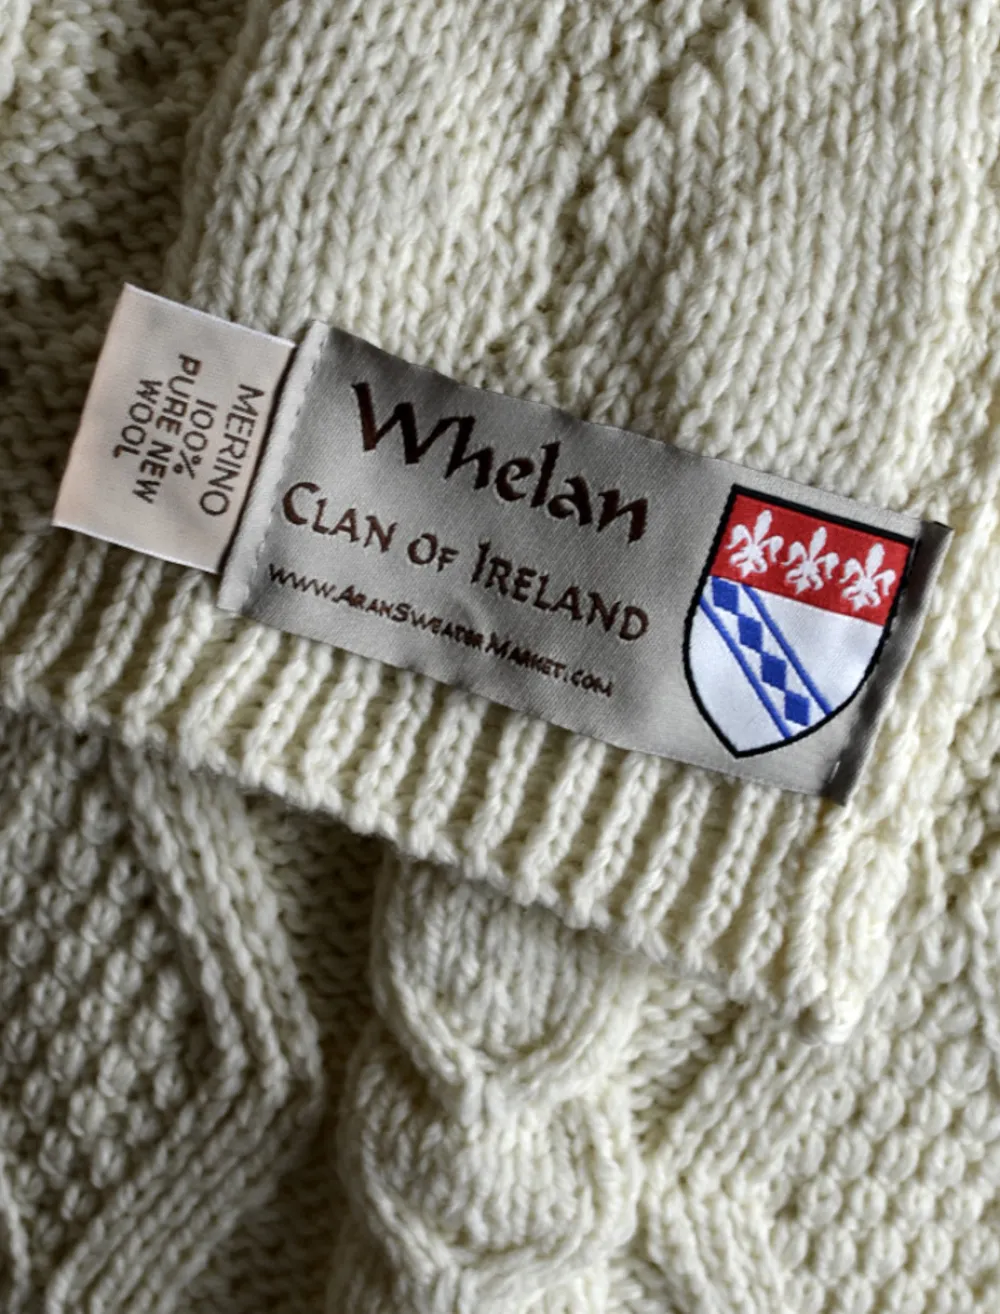 MERINO
100%
PURE NEW
WOOL
Whelan
CLAN OF IRELAND
www.AranSweaterMarket.com